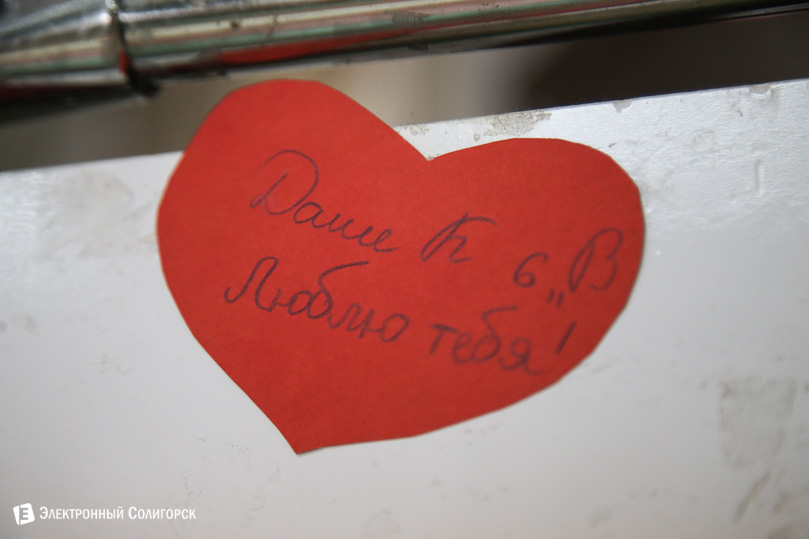 Даше К 6 „В
Люблю тебя!
Электронный Солигорск